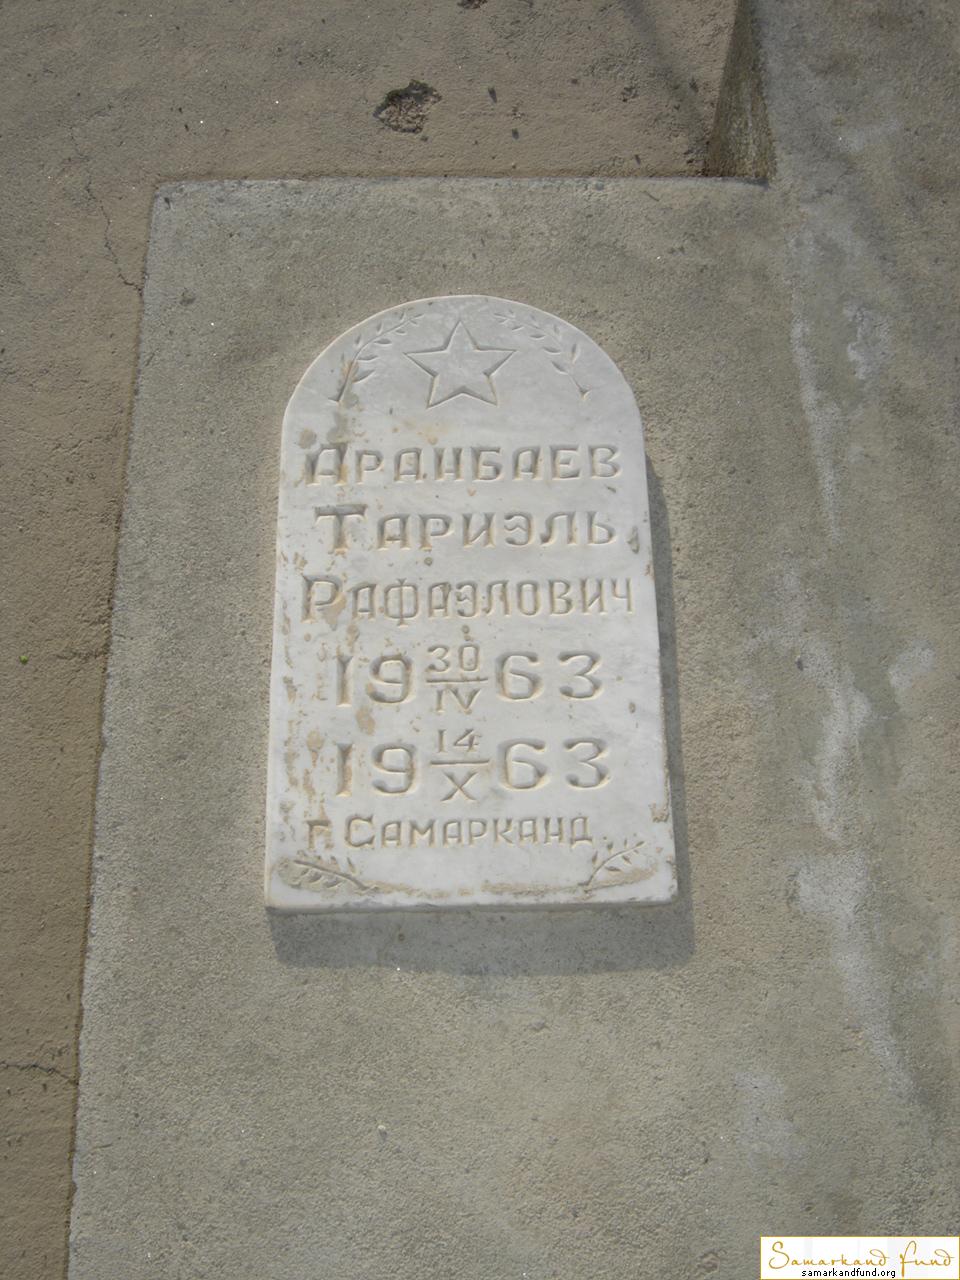 Аранбаев
Тариэль
Рафаэлович
19 30/IV 63
19 14/X 63
г. Самарканд
Samarkand Fund
samarkandfund.org